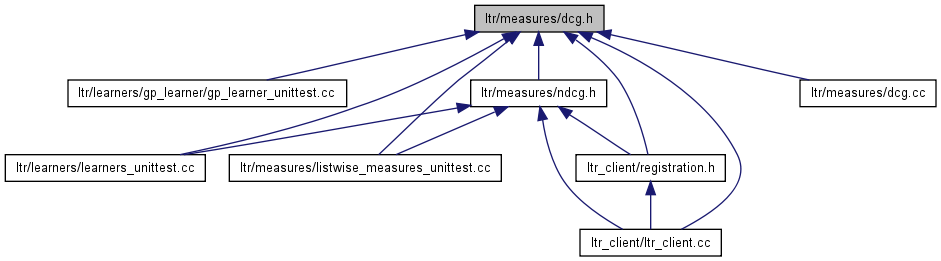 ltr/measures/dcg.h
ltr/learners/gp_learner/gp_learner_unittest.cc
ltr/measures/ndcg.h
ltr/measures/dcg.cc
ltr/learners/learners_unittest.cc
ltr/measures/listwise_measures_unittest.cc
ltr_client/registration.h
ltr_client/ltr_client.cc